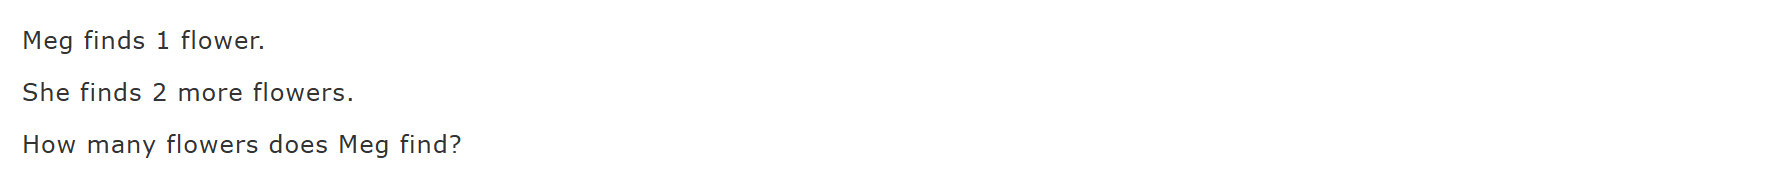 Meg finds 1 flower.
She finds 2 more flowers.
How many flowers does Meg find?